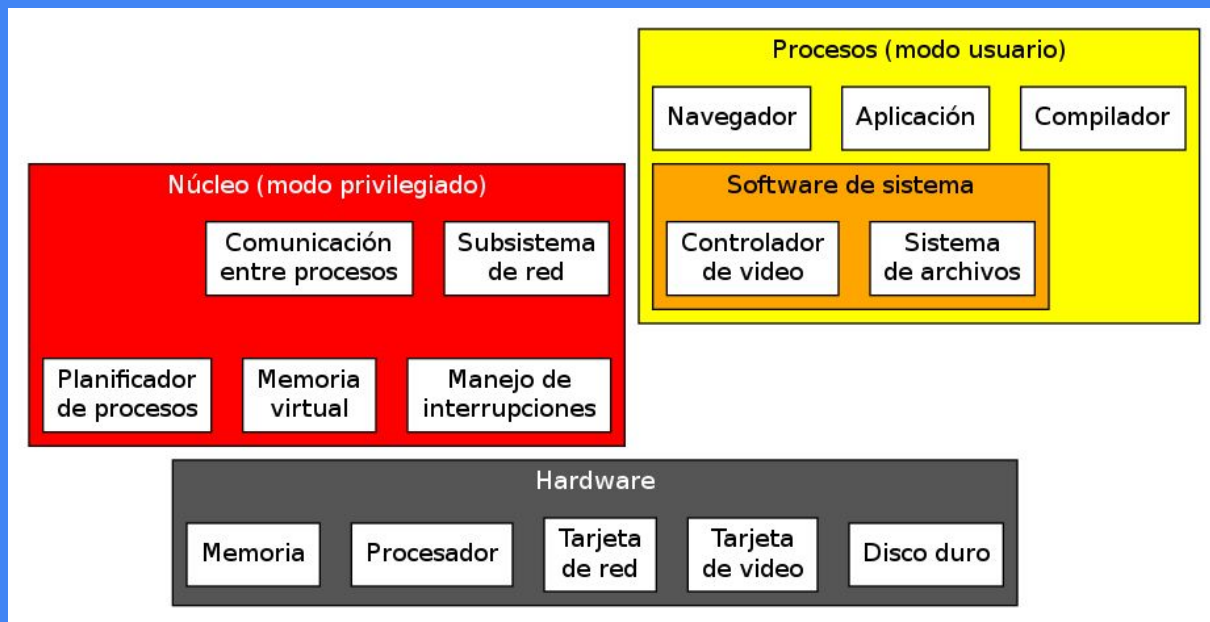 Procesos (modo usuario)
Navegador
Aplicación
Compilador
Software de sistema
Controlador
de video
Sistema
de archivos
Núcleo (modo privilegiado)
Comunicación
entre procesos
Subsistema
de red
Planificador
de procesos
Memoria
virtual
Manejo de
interrupciones
Hardware
Memoria
Procesador
Tarjeta
de red
Tarjeta
de video
Disco duro